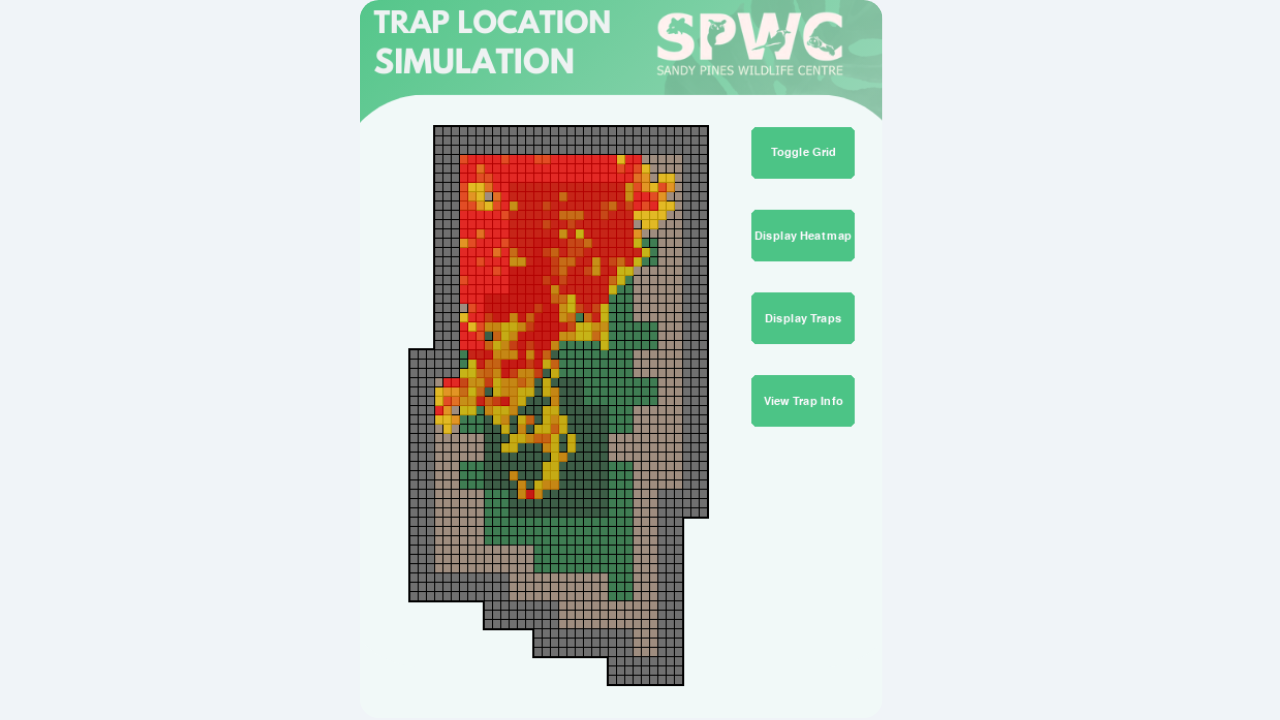 TRAP LOCATION
SIMULATION
SPWC
SANDY PINES WILDLIFE CENTRE
Toggle Grid
Display Heatmap
Display Traps
View Trap Info